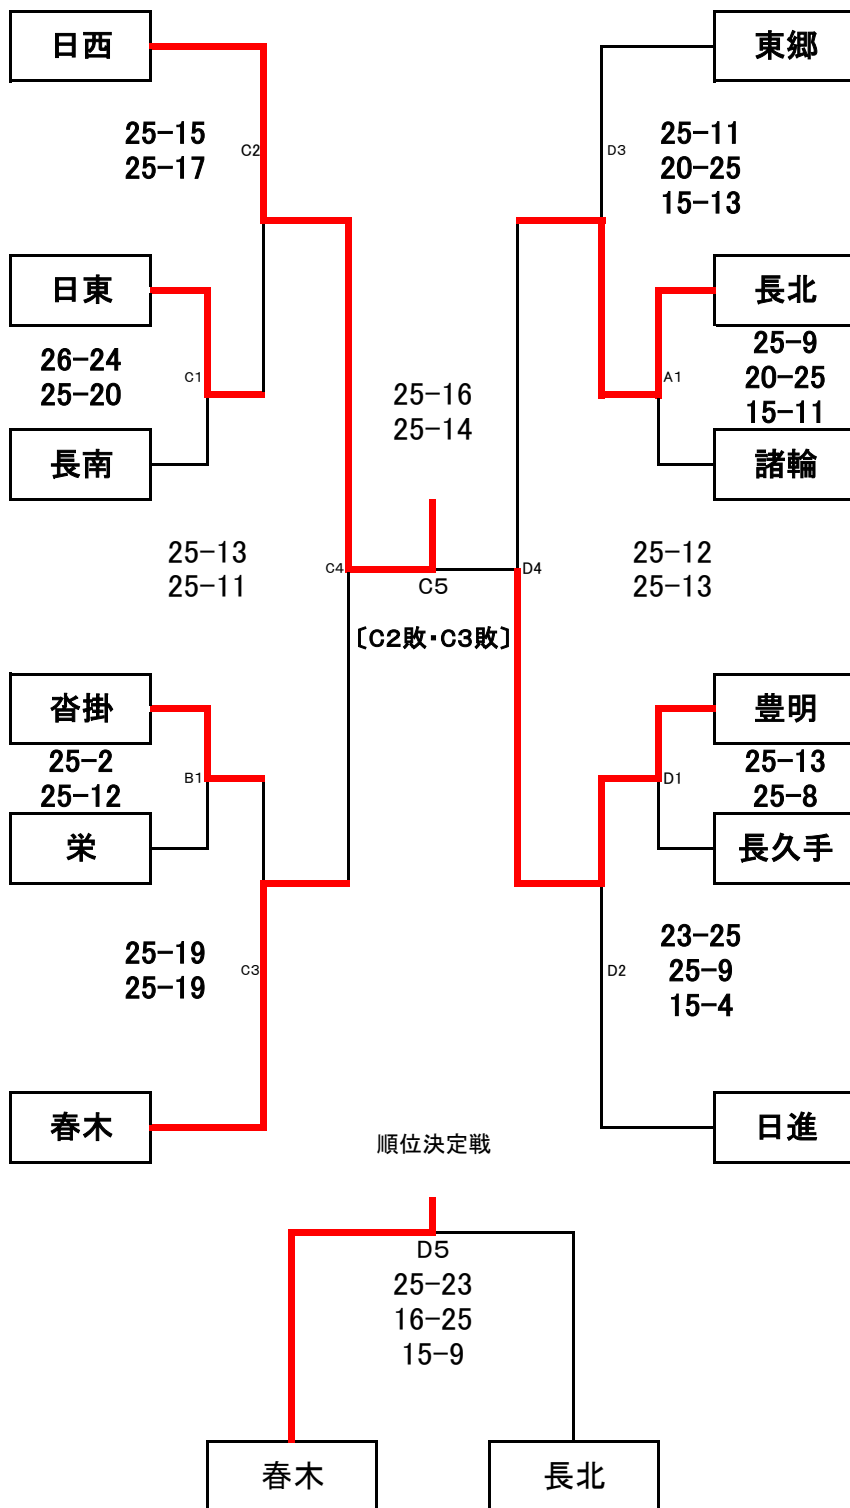 日西
東郷
25-15
25-17
C2
D3
25-11
20-25
15-13
日東
長北
26-24
25-20
C1
25-16
25-14
A1
25-9
20-25
15-11
長南
諸輪
25-13
25-11
C4
C5
D4
25-12
25-13
〔C2敗・C3敗〕
沓掛
豊明
25-2
25-12
B1
D1
25-13
25-8
栄
長久手
25-19
25-19
C3
D2
23-25
25-9
15-4
春木
日進
順位決定戦
D5
25-23
16-25
15-9
春木
長北